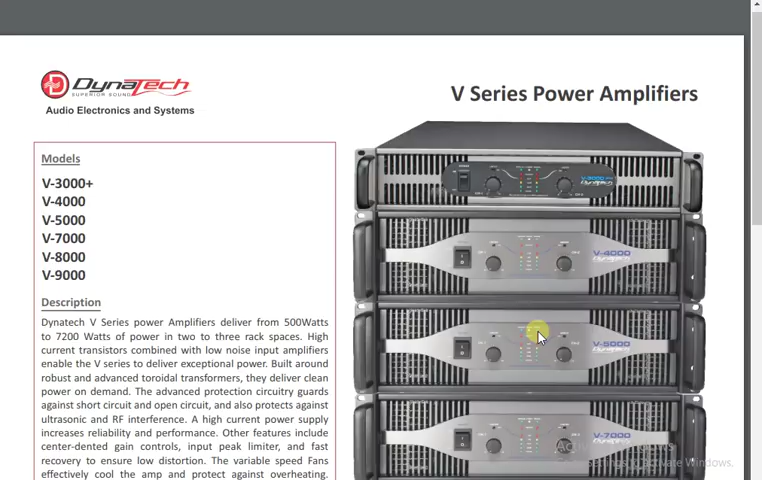 DYNATECH
SUPERIOR SOUND
Audio Electronics and Systems
V Series Power Amplifiers
Models
V-3000+
V-4000
V-5000
V-7000
V-8000
V-9000
Description
Dynatech V Series power Amplifiers deliver from 500Watts
to 7200 Watts of power in two to three rack spaces. High
current transistors combined with low noise input amplifiers
enable the V series to deliver exceptional power. Built around
robust and advanced toroidal transformers, they deliver clean
power on demand. The advanced protection circuitry guards
against short circuit and open circuit, and also protects against
ultrasonic and RF interference. A high current power supply
increases reliability and performance. Other features include
center-dented gain controls, input peak limiter, and fast
recovery to ensure low distortion. The variable speed Fans
effectively cool the amp and protect against overheating.
V-4000
Dynatech
V-5000
Dynatech
V-7000
Activate Windows.